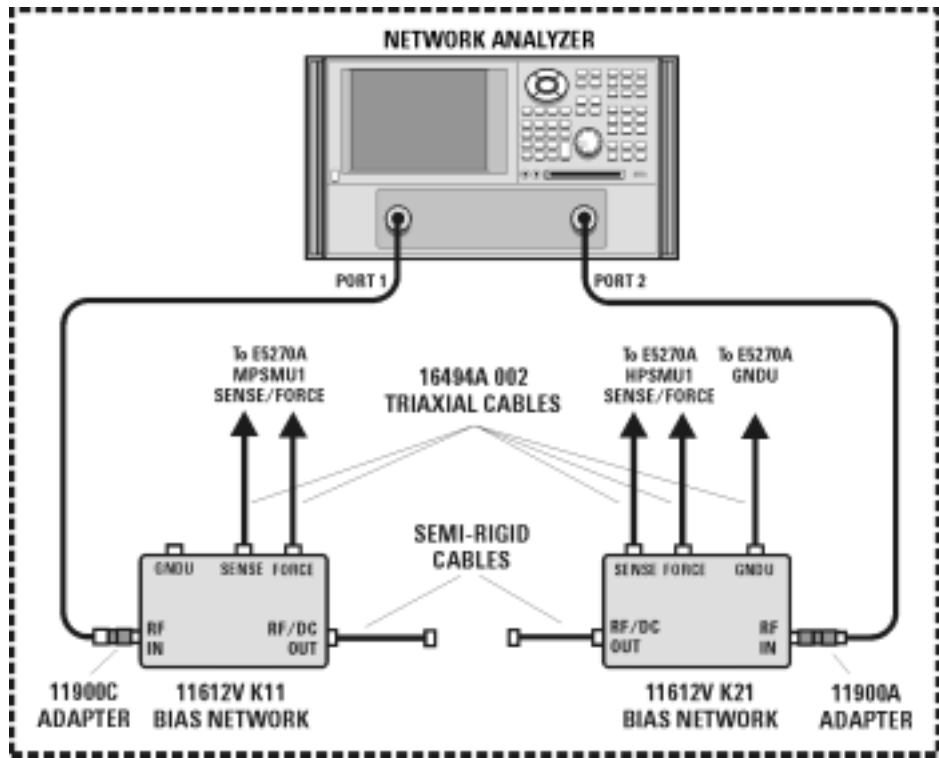 NETWORK ANALYZER
PORT 1
PORT 2
To E5270A
MPSMU1
SENSE/FORCE
16494A 002
TRIAXIAL CABLES
To E5270A
HPSMU1
SENSE/FORCE
To E5270A
GNDU
SEMI-RIGID
CABLES
GNDU
SENSE
FORCE
RF
IN
RF/DC
OUT
SENSE
FORCE
GNDU
RF/DC
OUT
RF
IN
11900C
ADAPTER
11612V K11
BIAS NETWORK
11612V K21
BIAS NETWORK
11900A
ADAPTER